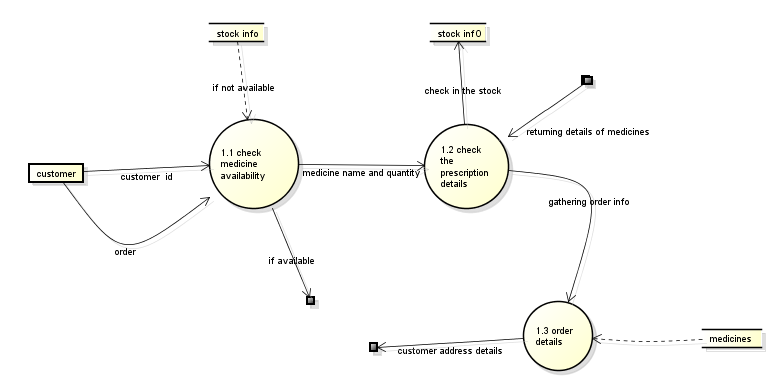 stock info
stock inf0
if not available
check in the stock
returning details of medicines
1.1 check
medicine
availability
1.2 check
the
prescription
details
customer
customer  id
medicine name and quantity
gathering order info
order
if available
1.3 order
details
medicines
customer address details